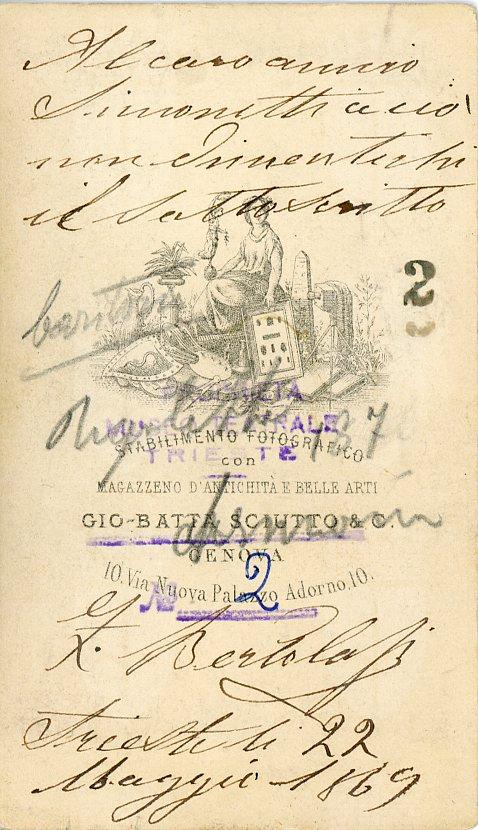 Al caro amico
Simonetti acciò
non dimentichi
il sottoscritto
2
baritono
PROPRIETÀ
MUSEO TEATRALE
TRIESTE
STABILIMENTO FOTOGRAFICO
con
MAGAZZENO D'ANTICHITÀ E BELLE ARTI
GIO-BATTA SCIUTTO & C.
GENOVA
10. Via Nuova Palazzo Adorno. 10.
No 2
Z. Bertolasi
Trieste li 22
Maggio 1869